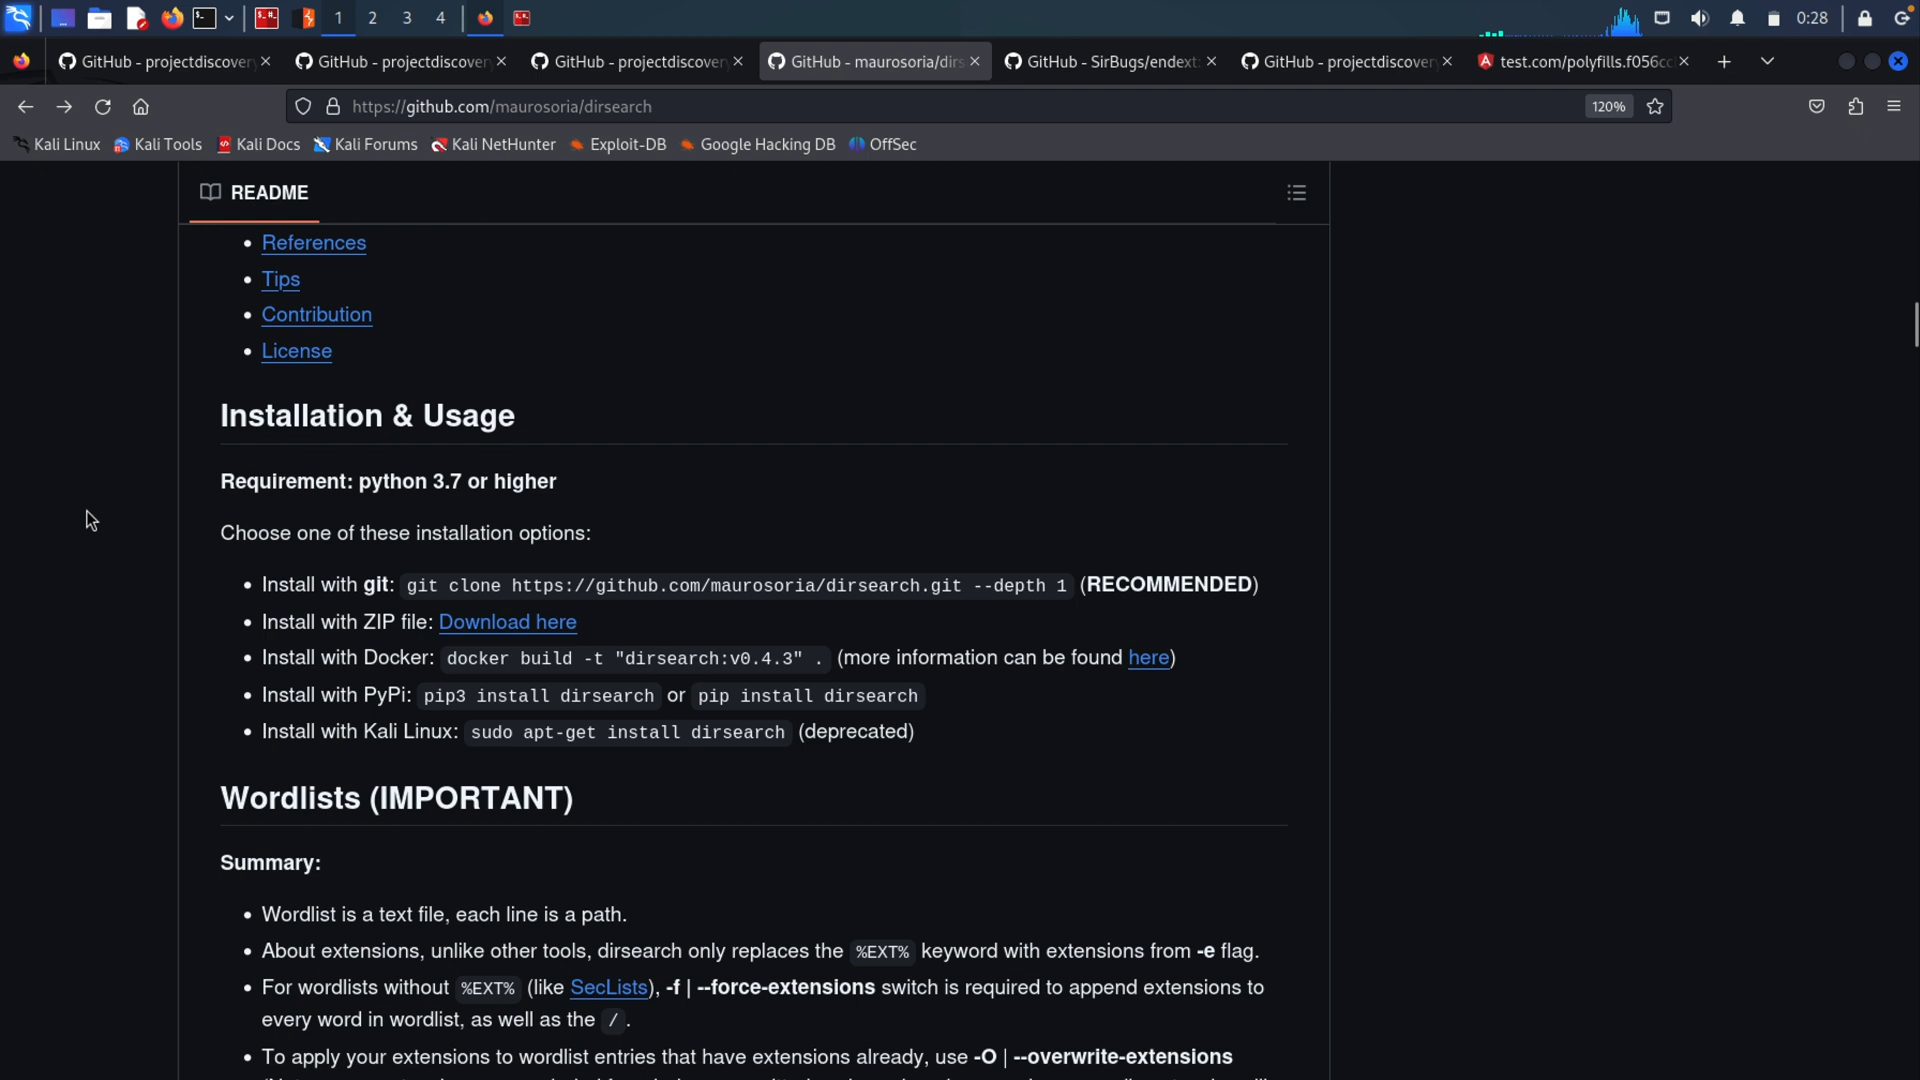 1 2 3 4 0:28
GitHub - projectdiscovery GitHub - projectdiscovery GitHub - projectdiscovery GitHub - maurosoria/dirs GitHub - SirBugs/endext: GitHub - projectdiscovery test.com/polyfills.f056cc
https://github.com/maurosoria/dirsearch 120%
Kali Linux Kali Tools Kali Docs Kali Forums Kali NetHunter Exploit-DB Google Hacking DB OffSec
README
References
Tips
Contribution
License
Installation & Usage
Requirement: python 3.7 or higher
Choose one of these installation options:
Install with git: git clone https://github.com/maurosoria/dirsearch.git --depth 1 (RECOMMENDED)
Install with ZIP file: Download here
Install with Docker: docker build -t "dirsearch:v0.4.3" . (more information can be found here)
Install with PyPi: pip3 install dirsearch or pip install dirsearch
Install with Kali Linux: sudo apt-get install dirsearch (deprecated)
Wordlists (IMPORTANT)
Summary:
Wordlist is a text file, each line is a path.
About extensions, unlike other tools, dirsearch only replaces the %EXT% keyword with extensions from -e flag.
For wordlists without %EXT% (like SecLists), -f | --force-extensions switch is required to append extensions to
every word in wordlist, as well as the / .
To apply your extensions to wordlist entries that have extensions already, use -O | --overwrite-extensions